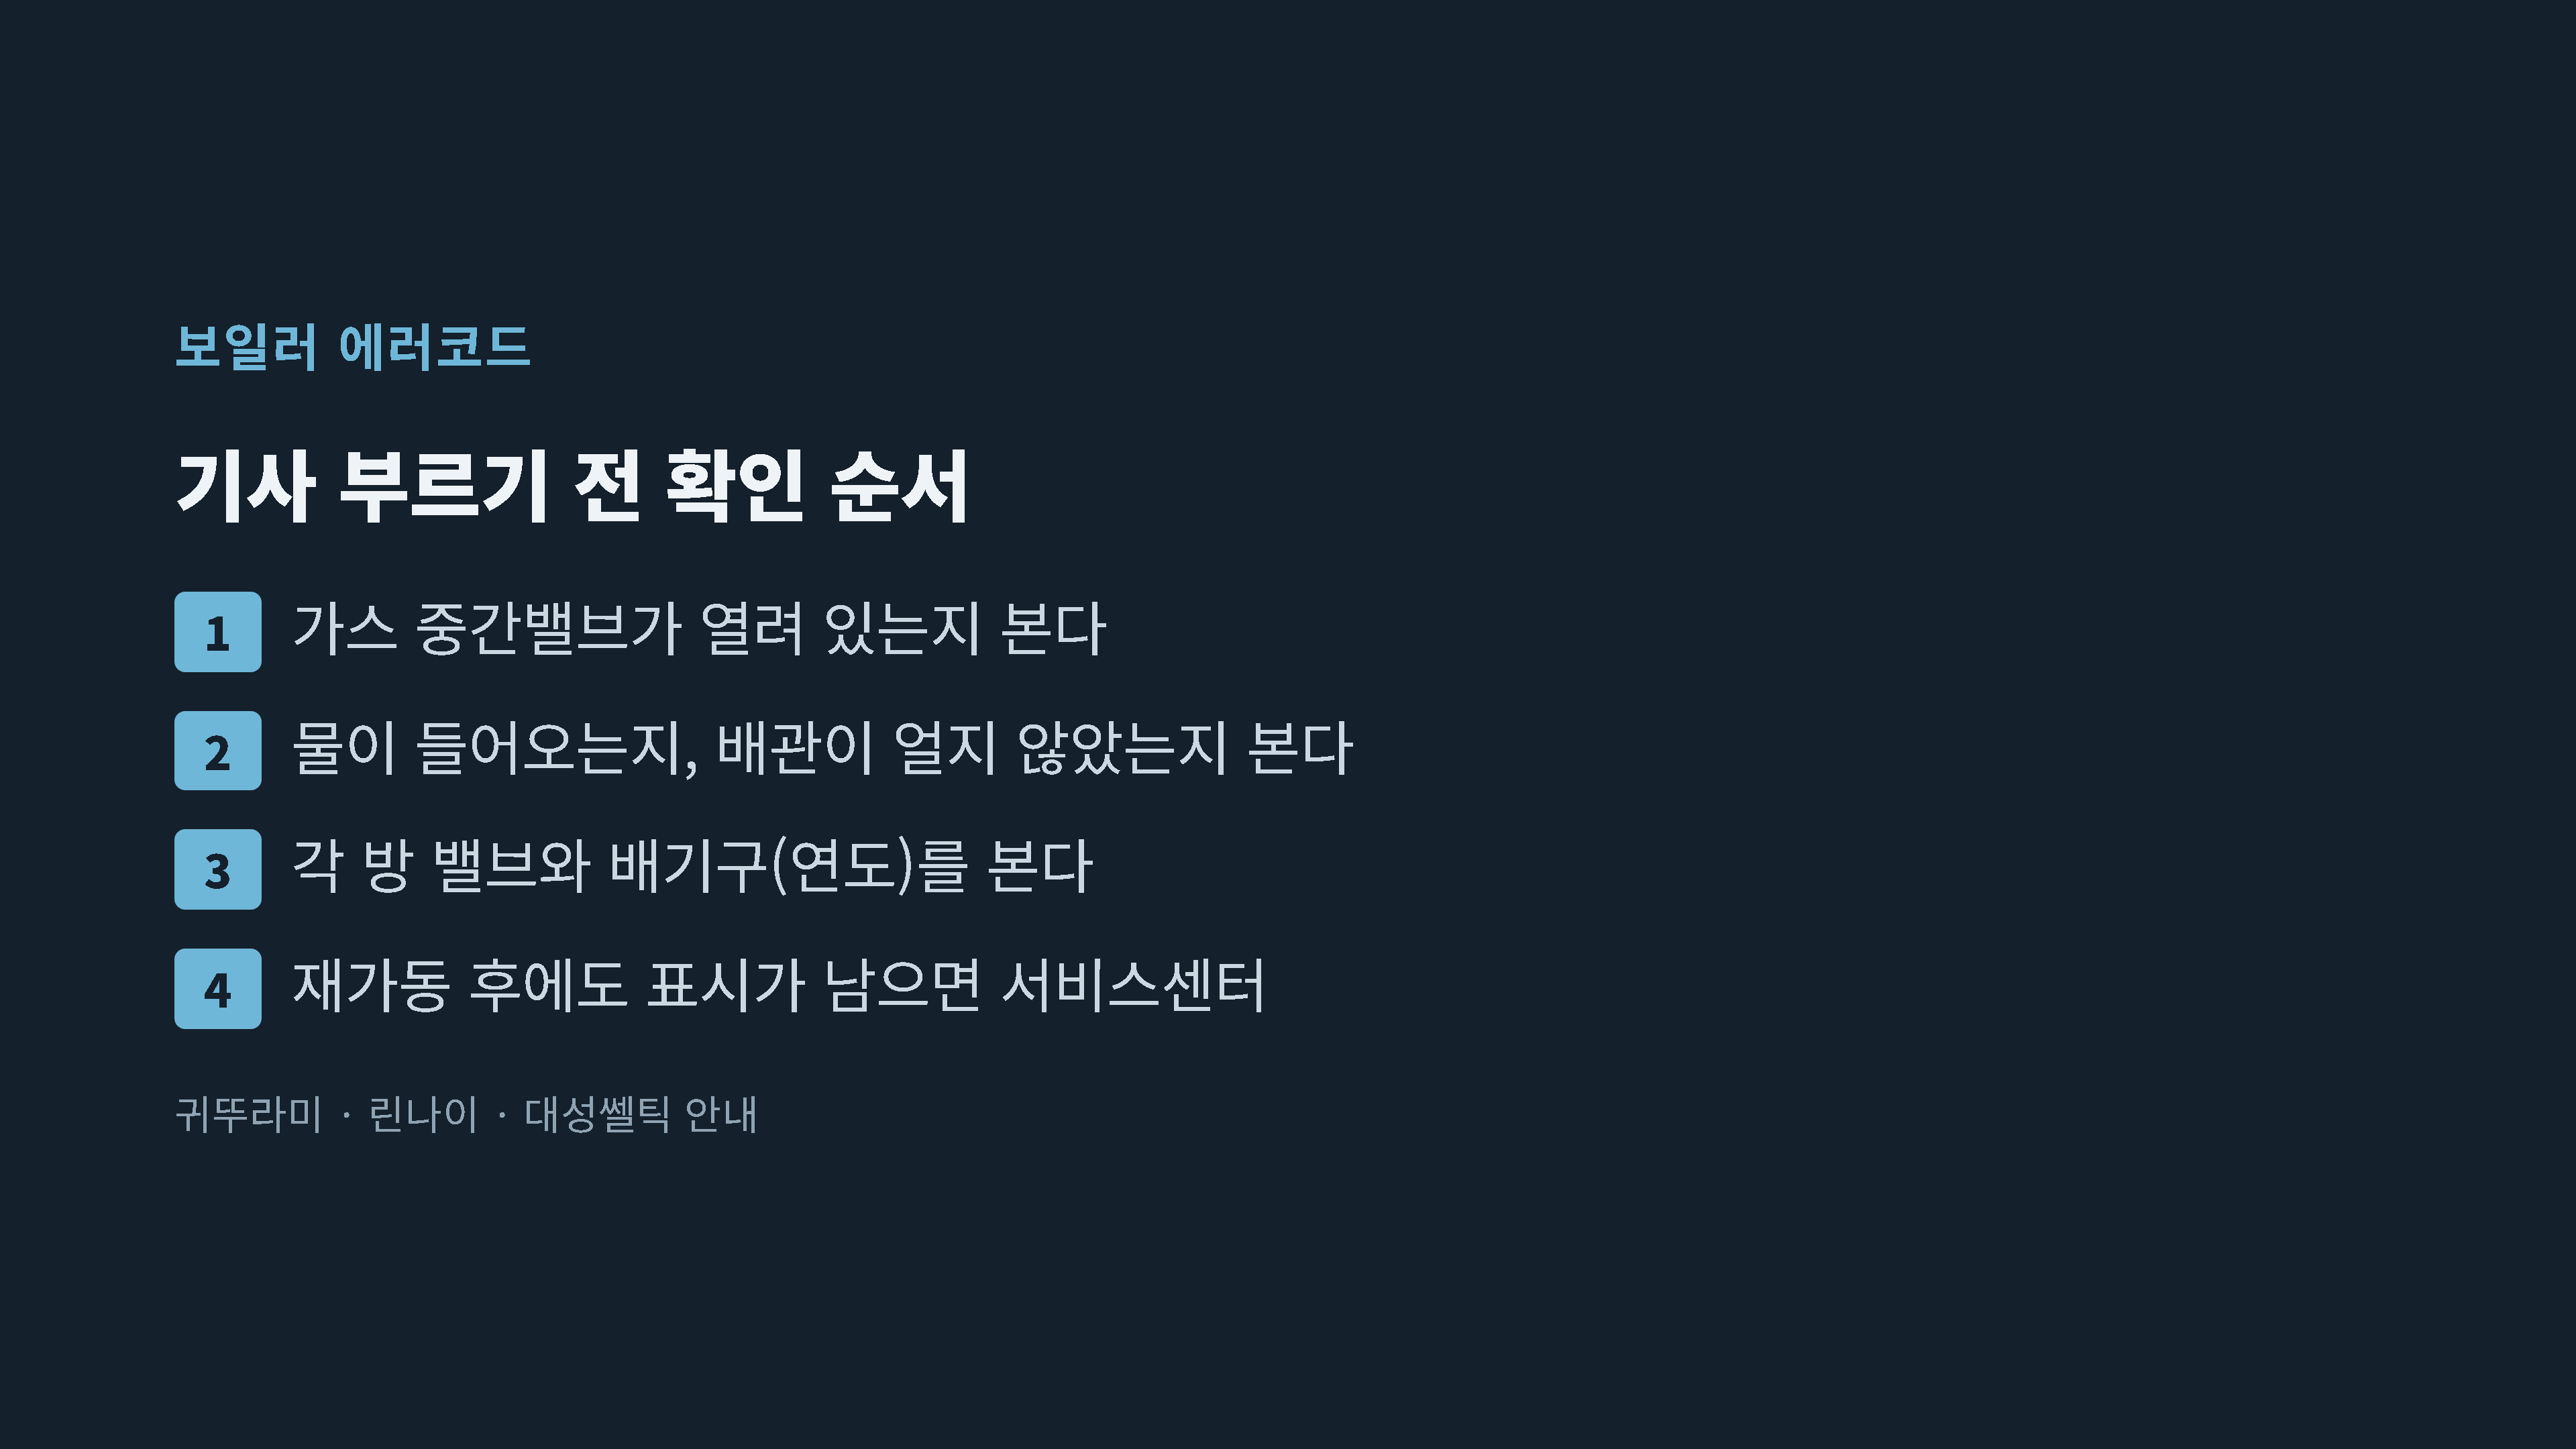 보일러 에러코드
기사 부르기 전 확인 순서
1 가스 중간밸브가 열려 있는지 본다
2 물이 들어오는지, 배관이 얼지 않았는지 본다
3 각 방 밸브와 배기구(연도)를 본다
4 재가동 후에도 표시가 남으면 서비스센터
귀뚜라미 · 린나이 · 대성쎌틱 안내